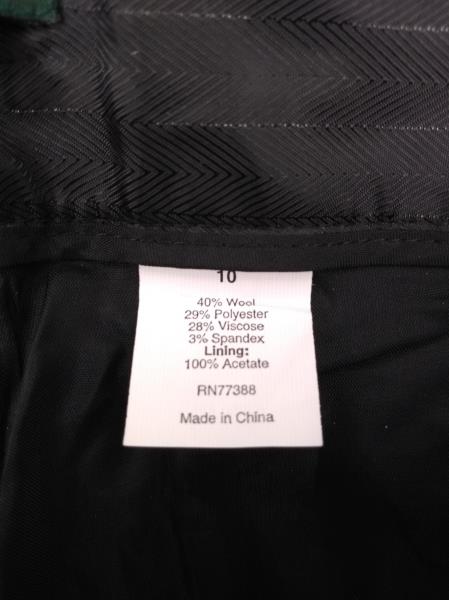 10
40% Wool
29% Polyester
28% Viscose
3% Spandex
Lining:
100% Acetate
RN77388
Made in China